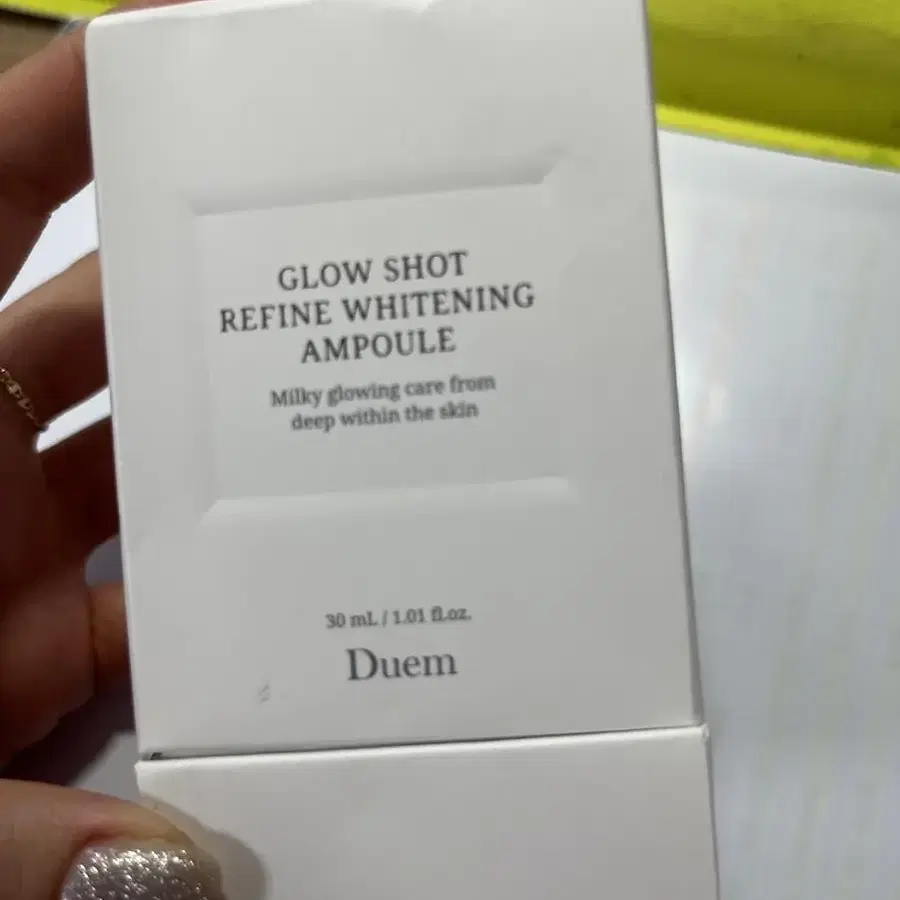 GLOW SHOT
REFINE WHITENING
AMPOULE
Milky glowing care from
deep within the skin
30 mL / 1.01 fl.oz.
Duem